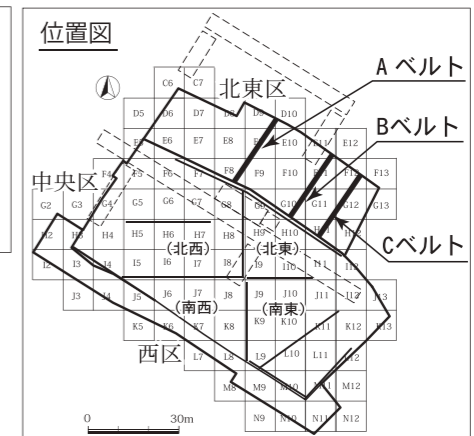 位置図
A ベルト
北東区
C6 C7
D5 D6 D7 D8 D9 D10
Bベルト
E5 E6 E7 E8 E9 E10 E11 E12
F4 F5 F6 F7 F8 F9 F10 F11 F12 F13
中央区
G2 G3 G4 G5 G6 G7 G8 G9 G10 G11 G12 G13
Cベルト
H2 H3 H4 H5 H6 H7 H8 H9 H10 H11 H12
(北西) (北東)
I2 I3 I4 I5 I6 I7 I8 I9 I10 I11 I12
(南西) (南東)
J3 J4 J5 J6 J7 J8 J9 J10 J11 J12 J13
K5 K6 K7 K8 K9 K10 K11 K12 K13
西区
L7 L8 L9 L10 L11 L12
M8 M9 M10 M11 M12
N9 N10 N11 N12
0 30m